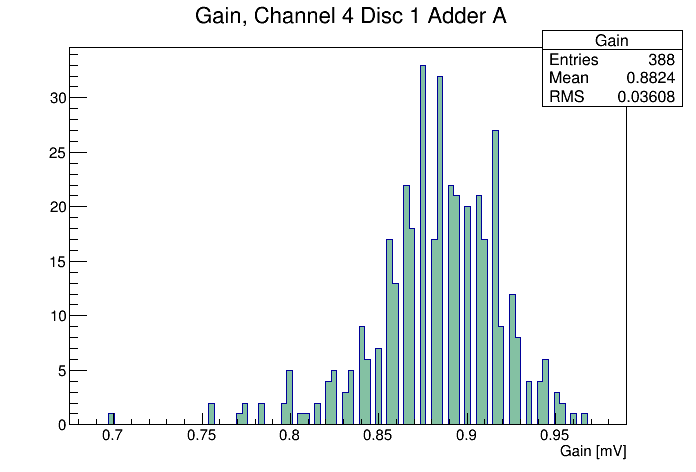 Gain, Channel 4 Disc 1 Adder A
Gain
Entries 388
Mean 0.8824
RMS 0.03608
30
25
20
15
10
5
0
0.7 0.75 0.8 0.85 0.9 0.95
Gain [mV]